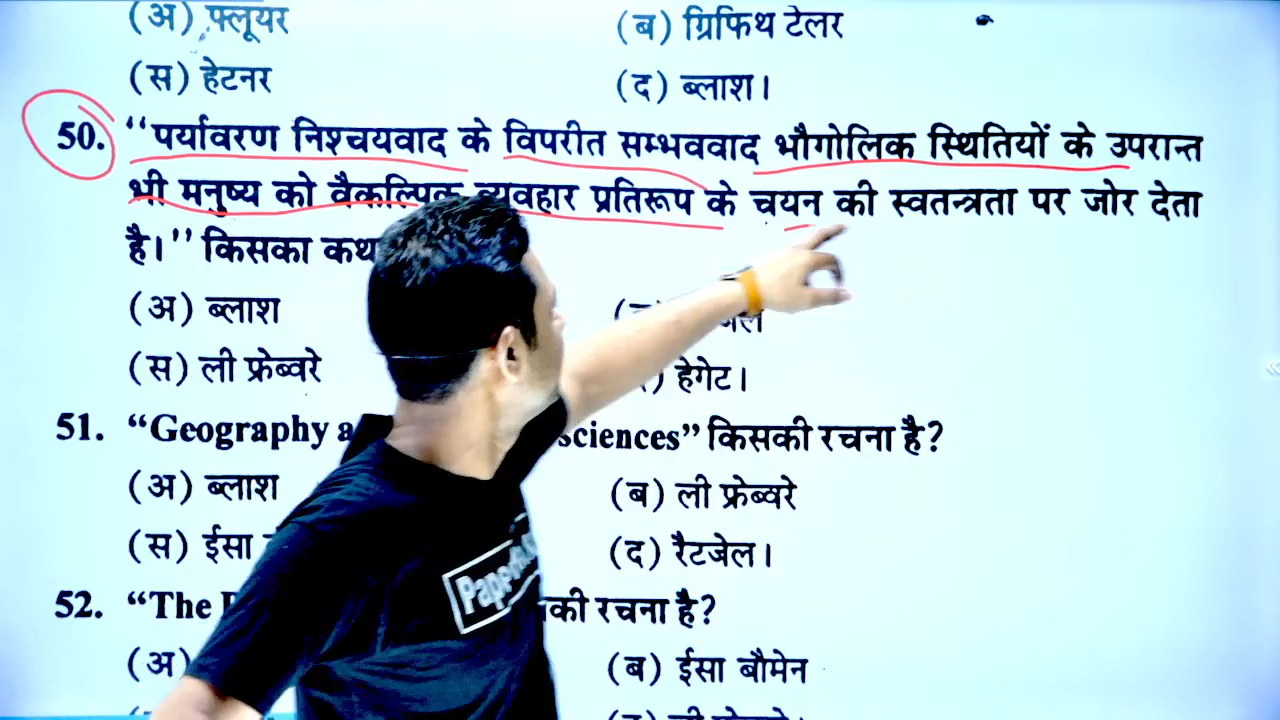 (अ) फ्लूयर (ब) ग्रिफिथ टेलर
(स) हेटनर (द) ब्लाश।
50. ‘‘पर्यावरण निश्चयवाद के विपरीत सम्भववाद भौगोलिक स्थितियों के उपरान्त
भी मनुष्य को वैकल्पिक व्यवहार प्रतिरूप के चयन की स्वतन्त्रता पर जोर देता
है।’’ किसका
(अ) ब्लाश
(स) ली फ्रेब्वरे हेगेट।
51. “Geography sciences” किसकी रचना है?
(अ) ब्लाश (ब) ली फ्रेब्वरे
(स) ईसा (द) रैटजेल।
52. “The रचना है?
(अ) (ब) ईसा बौमेन